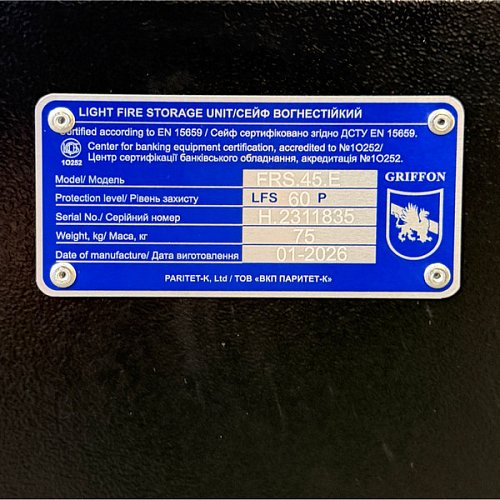 LIGHT FIRE STORAGE UNIT/СЕЙФ ВОГНЕСТІЙКИЙ
Certified according to EN 15659 / Сейф сертифіковано згідно ДСТУ EN 15659.
Center for banking equipment certification, accredited to №1О252/
Центр сертифікації банківського обладнання, акредитація №1О252.
1О252
Model/ Модель FRS.45.E
Protection level/ Рівень захисту LFS 60 P
Serial No./ Серійний номер H.2311835
Weight, kg/ Маса, кг 75
Date of manufacture/ Дата виготовлення 01-2026
GRIFFON
PARITET-K, Ltd / ТОВ «ВКП ПАРИТЕТ-К»